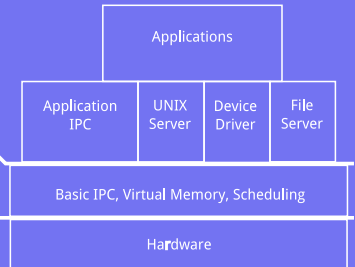 Applications
Application UNIX Device File
IPC Server Driver Server
Basic IPC, Virtual Memory, Scheduling
Hardware